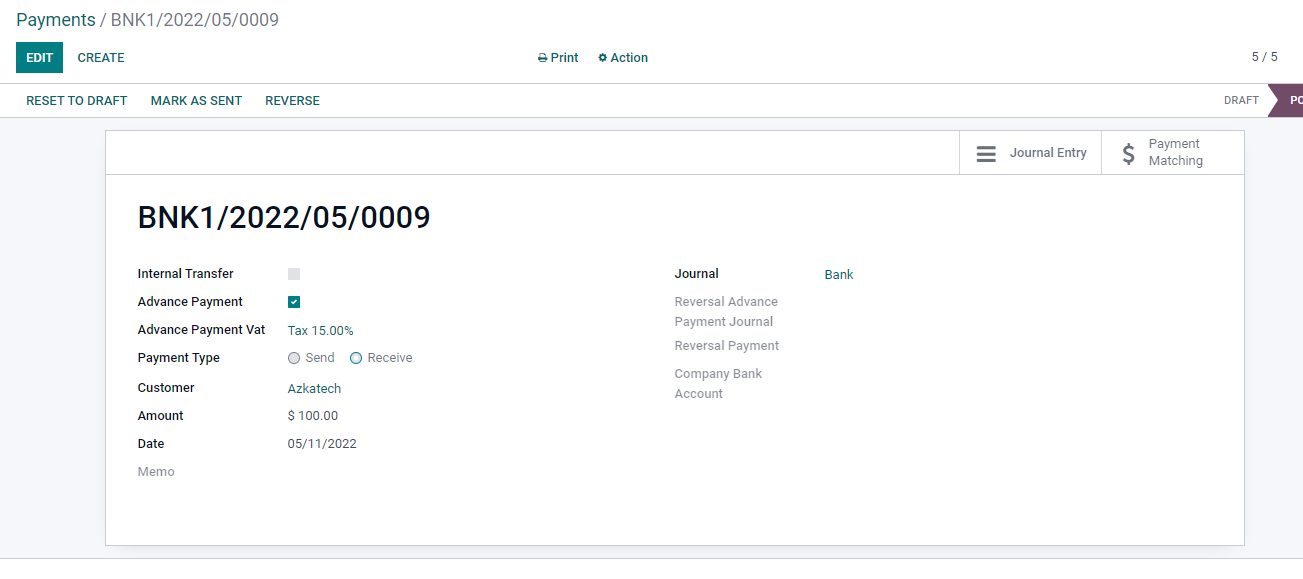 Payments / BNK1/2022/05/0009
EDIT CREATE Print Action 5 / 5
RESET TO DRAFT MARK AS SENT REVERSE DRAFT PO
Journal Entry
Payment
Matching
BNK1/2022/05/0009
Internal Transfer
Advance Payment
Advance Payment Vat Tax 15.00%
Payment Type Send Receive
Customer Azkatech
Amount $ 100.00
Date 05/11/2022
Memo
Journal Bank
Reversal Advance
Payment Journal
Reversal Payment
Company Bank
Account